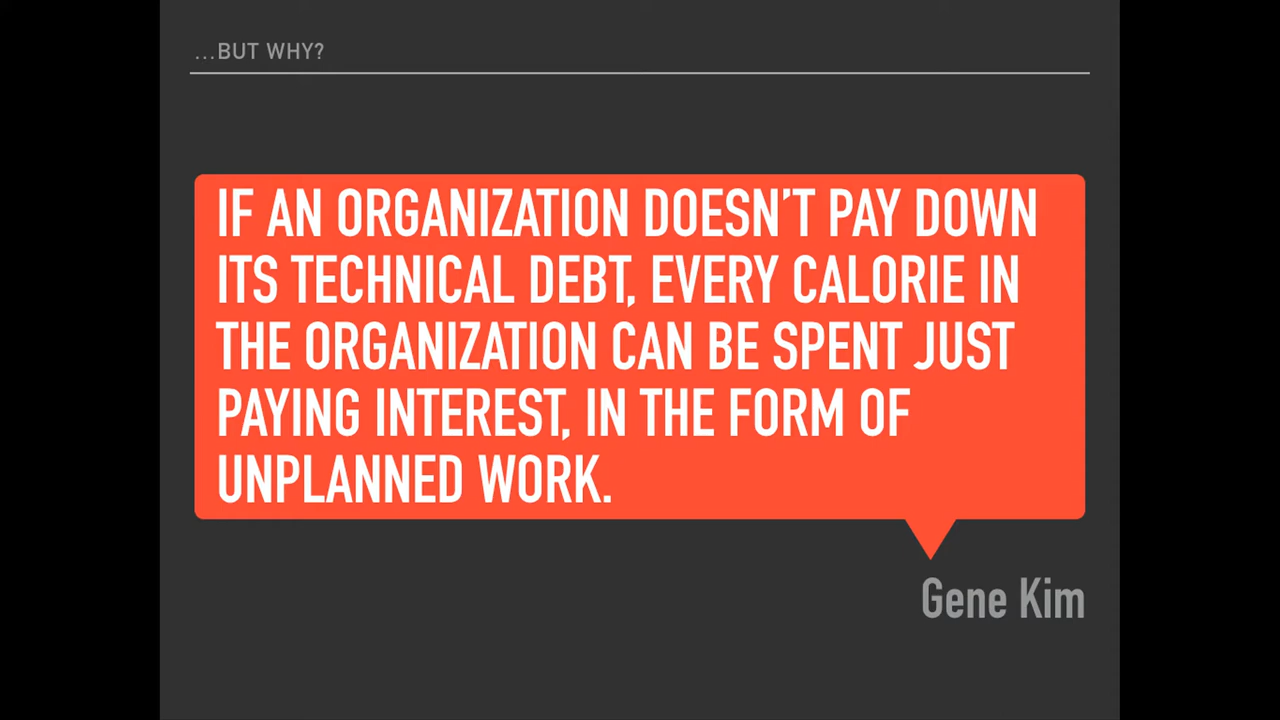 ...BUT WHY?
IF AN ORGANIZATION DOESN'T PAY DOWN
ITS TECHNICAL DEBT, EVERY CALORIE IN
THE ORGANIZATION CAN BE SPENT JUST
PAYING INTEREST, IN THE FORM OF
UNPLANNED WORK.
Gene Kim